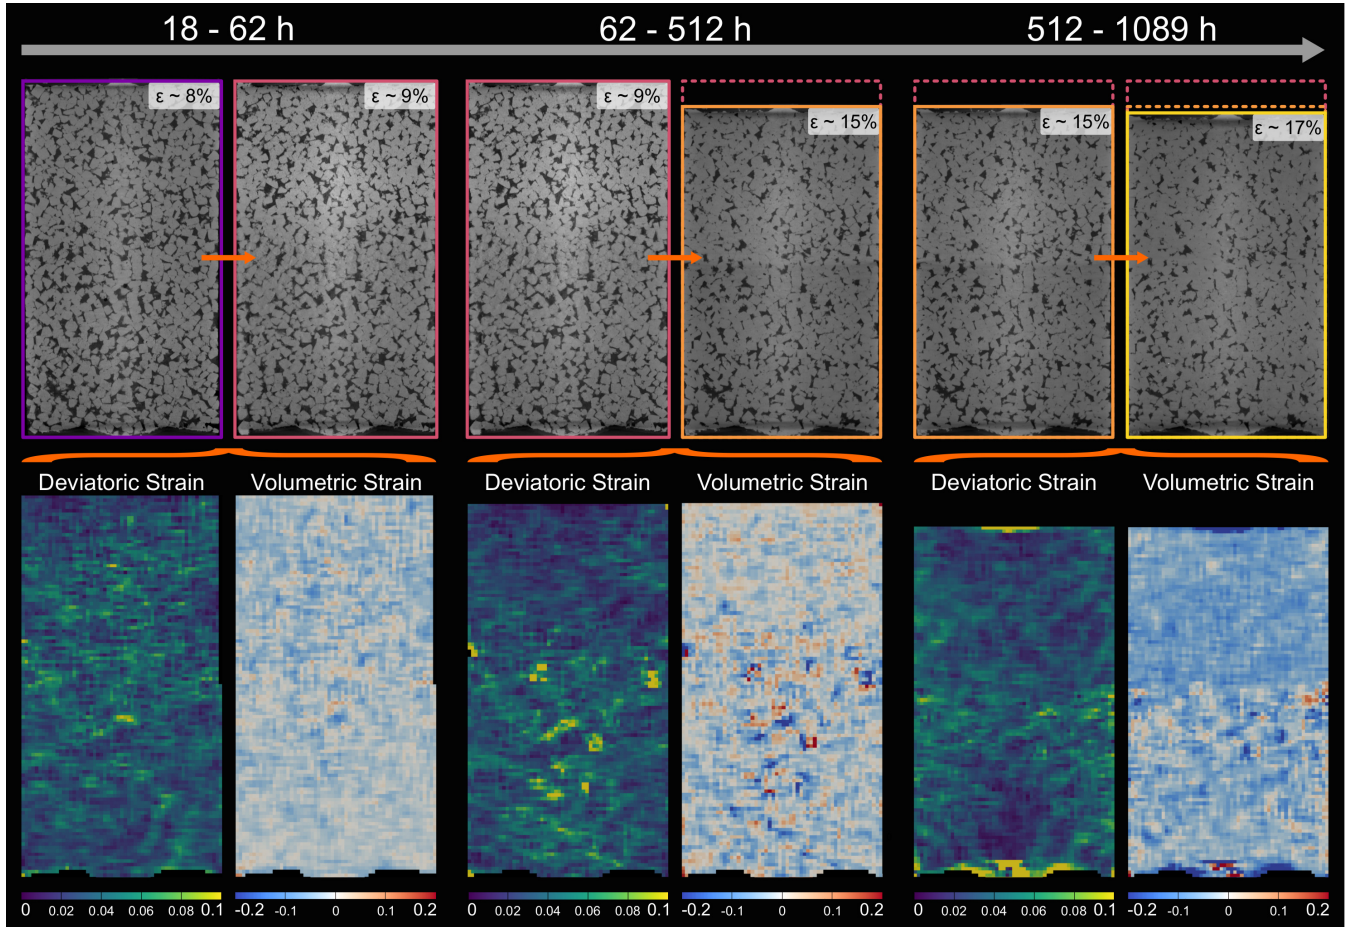 18 - 62 h
62 - 512 h
512 - 1089 h
ε ~ 8%
ε ~ 9%
ε ~ 9%
ε ~ 15%
ε ~ 15%
ε ~ 17%
Deviatoric Strain
Volumetric Strain
Deviatoric Strain
Volumetric Strain
Deviatoric Strain
Volumetric Strain
0 0.02 0.04 0.06 0.08 0.1
-0.2 -0.1 0 0.1 0.2
0 0.02 0.04 0.06 0.08 0.1
-0.2 -0.1 0 0.1 0.2
0 0.02 0.04 0.06 0.08 0.1
-0.2 -0.1 0 0.1 0.2